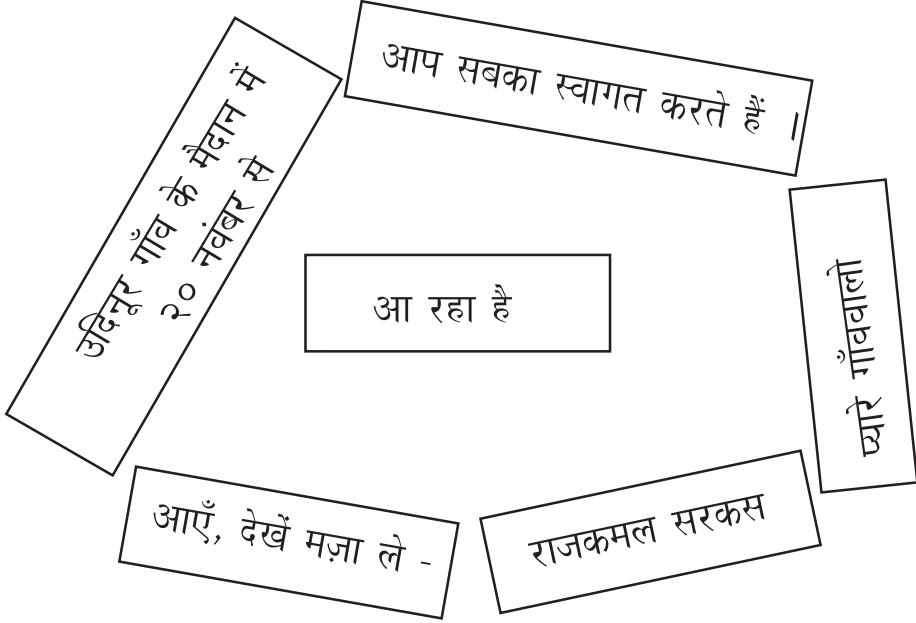 आप सबका स्वागत करते हैं ।
उदिनूर गाँव के मैदान में
२० नवंबर से
प्यारे गाँववालो
आ रहा है
राजकमल सरकस
आएँ, देखें मज़ा ले -